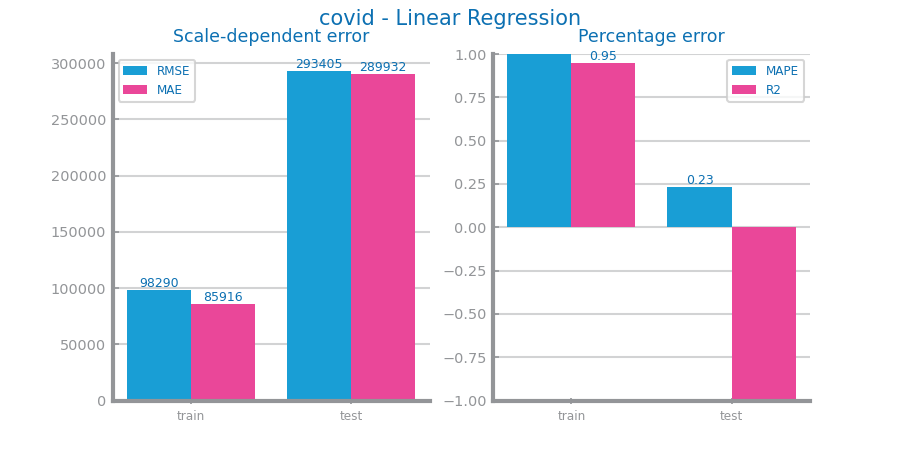 covid - Linear Regression
Scale-dependent error
300000
250000
200000
150000
100000
50000
0
RMSE
MAE
98290
85916
293405
289932
train
test
Percentage error
1.00
0.75
0.50
0.25
0.00
−0.25
−0.50
−0.75
−1.00
MAPE
R2
0.95
0.23
train
test